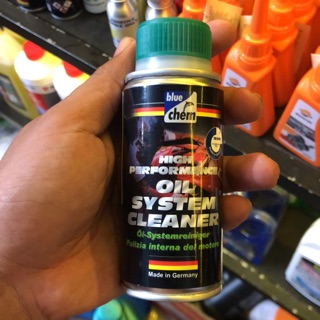 blue
chem
HIGH
PERFORMANCE
OIL
SYSTEM
CLEANER
Öl-Systemreiniger
Pulizia interna del motore
Made in Germany